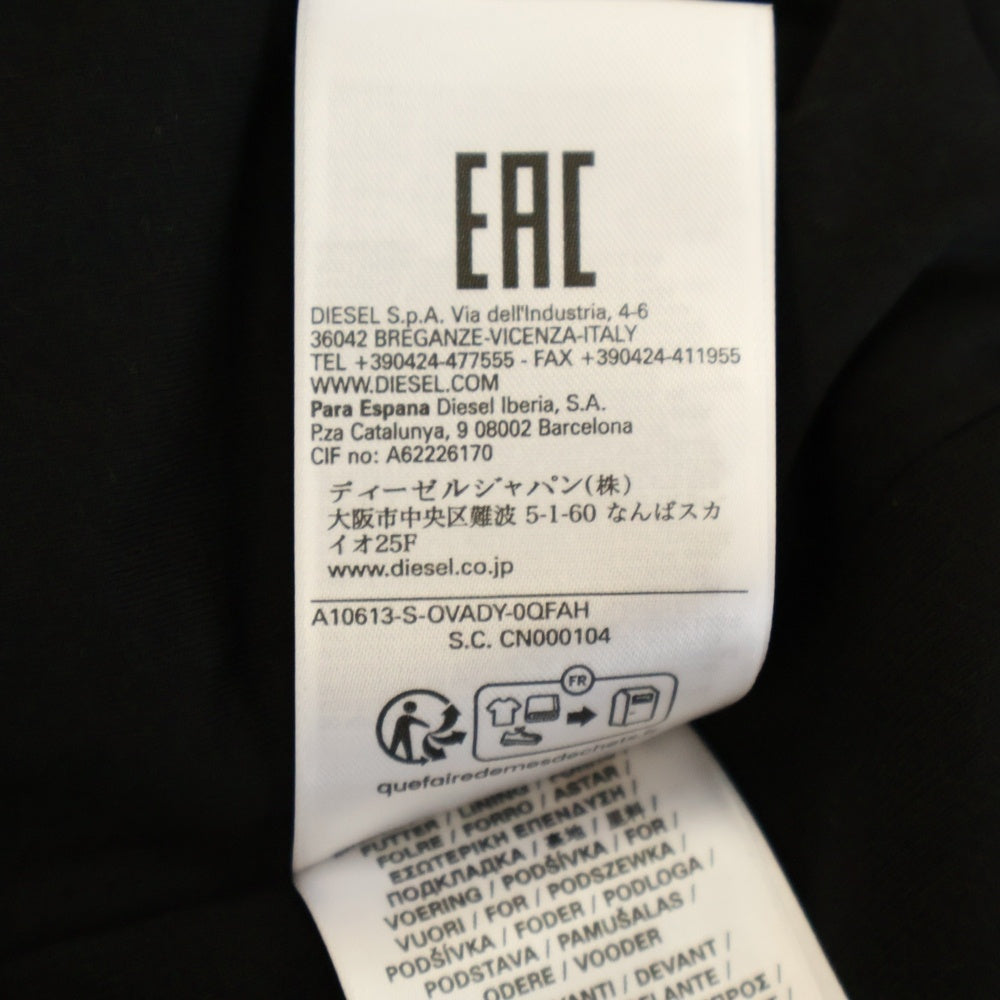 EAC
DIESEL S.p.A. Via dell'Industria, 4-6
36042 BREGANZE-VICENZA-ITALY
TEL +390424-477555 - FAX +390424-411955
WWW.DIESEL.COM
Para Espana Diesel Iberia, S.A.
P.za Catalunya, 9 08002 Barcelona
CIF no: A62226170
ディーゼルジャパン(株)
大阪市中央区難波 5-1-60 なんばスカ
イオ25F
www.diesel.co.jp
A10613-S-OVADY-0QFAH
S.C. CN000104
FR
quefairedemesdechets.
FUTTER / LINING /
FOLRE / FORRO / ASTAR /
ΕΣΩΤΕΡΙΚΗ ΕΠΕΝΔΥΣΗ /
ПОДКЛАДКА / 裏地 / 里料 /
VOERING / PODŠÍVKA / FOR /
VUORI / FOR / PODSZEWKA /
PODŠÍVKA / FODER / PODLOGA /
PODSTAVA / PAMUŠALAS /
ODERE / VOODER
/ DEVANT /